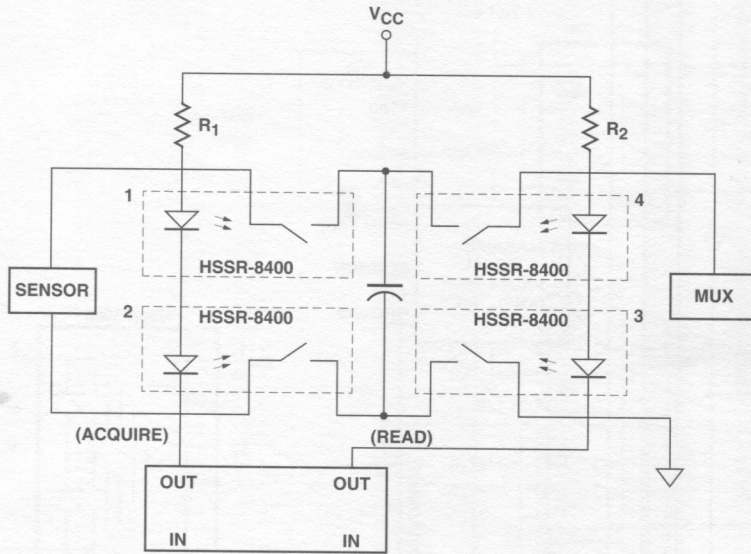 VCC
R1
R2
1
4
HSSR-8400
HSSR-8400
SENSOR
MUX
2
HSSR-8400
HSSR-8400
3
(ACQUIRE)
(READ)
OUT
OUT
IN
IN